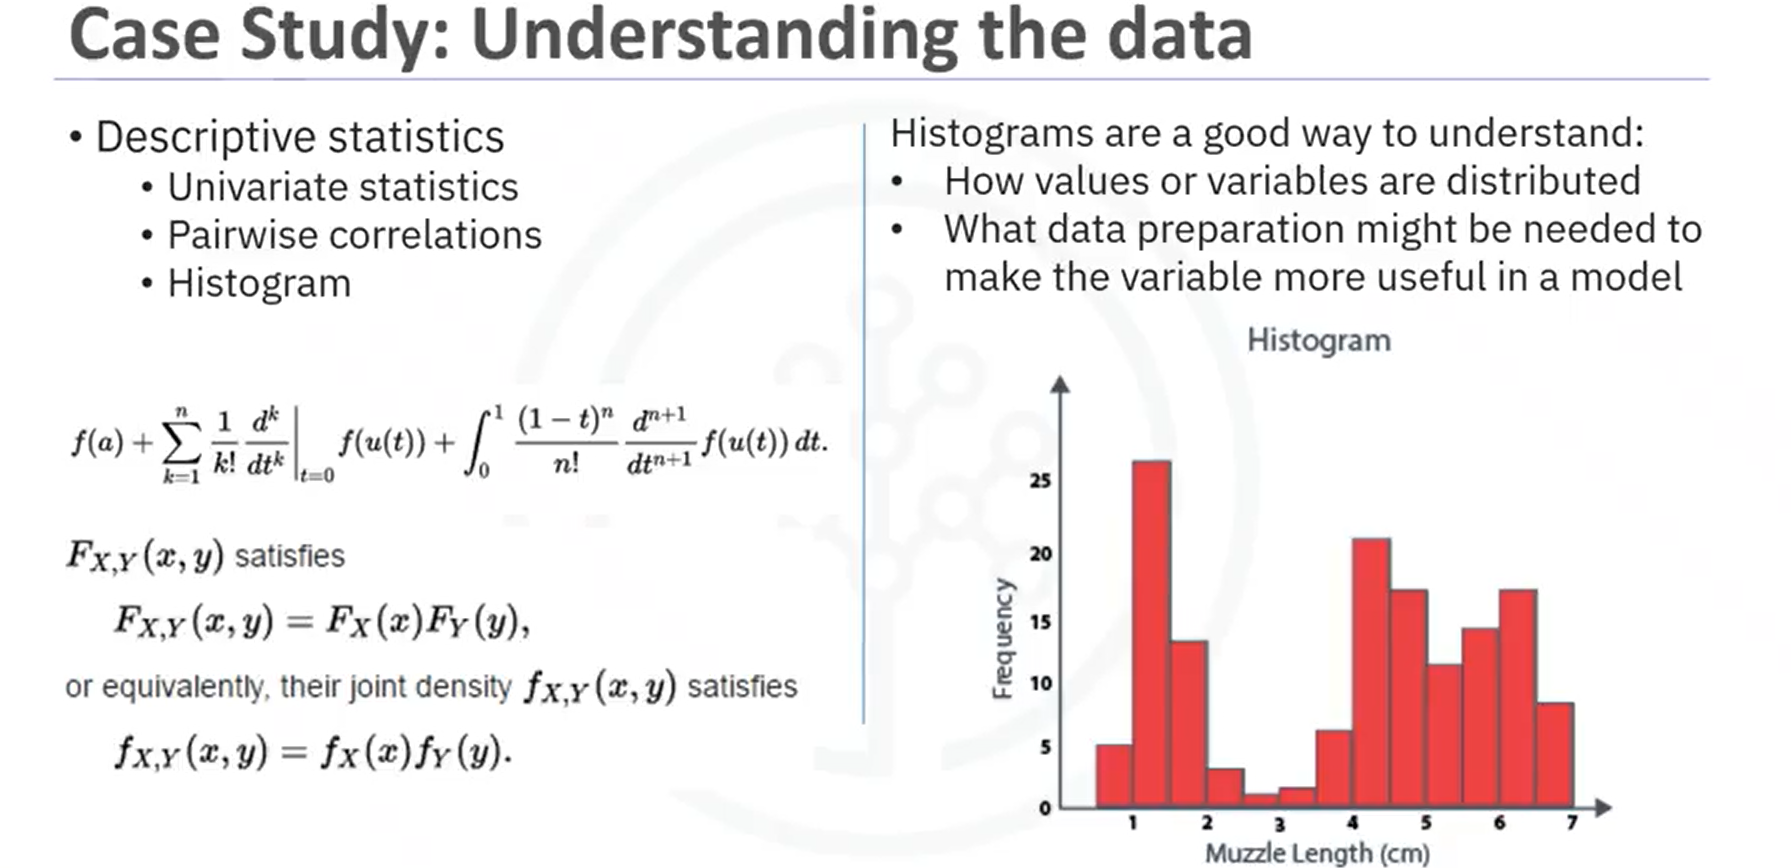 Case Study: Understanding the data
• Descriptive statistics
• Univariate statistics
• Pairwise correlations
• Histogram
f(a) + ∑_{k=1}^{n} \frac{1}{k!} \frac{d^k}{dt^k} |_{t=0} f(u(t)) + ∫_0^1 \frac{(1 − t)^n}{n!} \frac{d^{n+1}}{dt^{n+1}} f(u(t)) dt.
F_{X,Y}(x, y) satisfies
F_{X,Y}(x, y) = F_X(x)F_Y(y),
or equivalently, their joint density f_{X,Y}(x, y) satisfies
f_{X,Y}(x, y) = f_X(x)f_Y(y).
Histograms are a good way to understand:
• How values or variables are distributed
• What data preparation might be needed to
make the variable more useful in a model
Histogram
Frequency
25
20
15
10
5
0
1 2 3 4 5 6 7
Muzzle Length (cm)